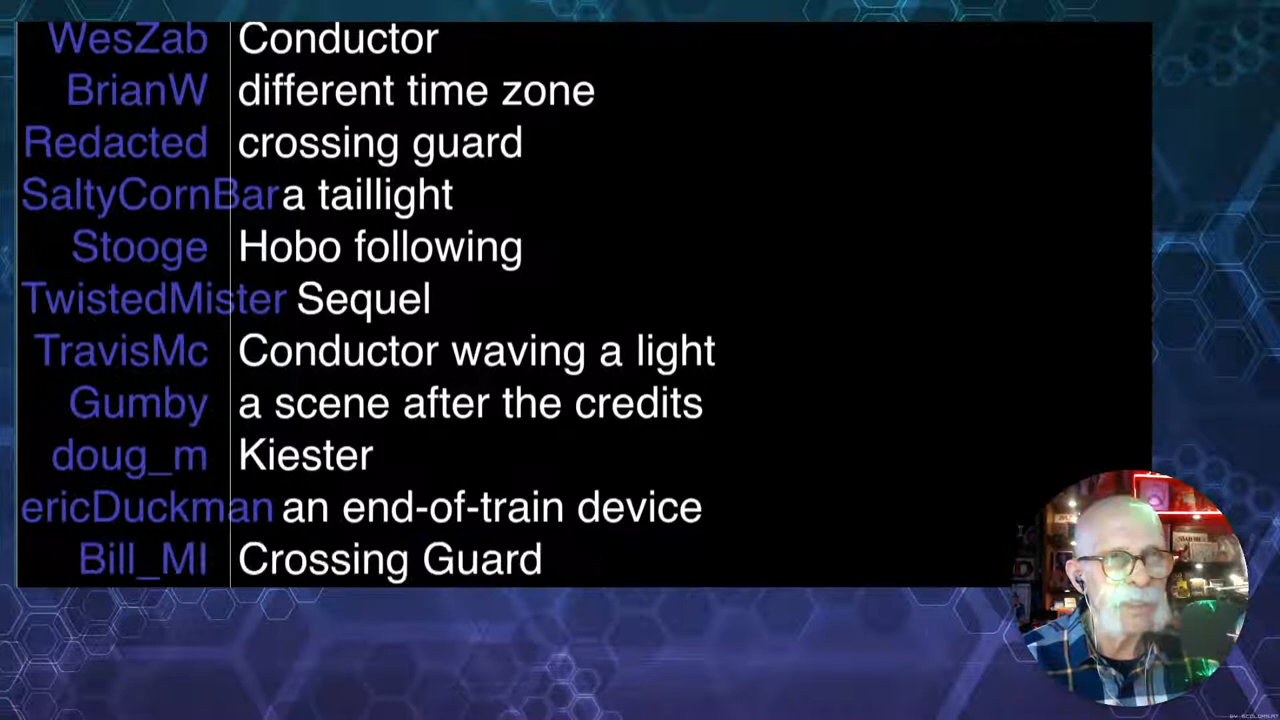 WesZab Conductor
BrianW different time zone
Redacted crossing guard
SaltyCornBar a taillight
Stooge Hobo following
TwistedMister Sequel
TravisMc Conductor waving a light
Gumby a scene after the credits
doug_m Kiester
ericDuckman an end-of-train device
Bill_MI Crossing Guard